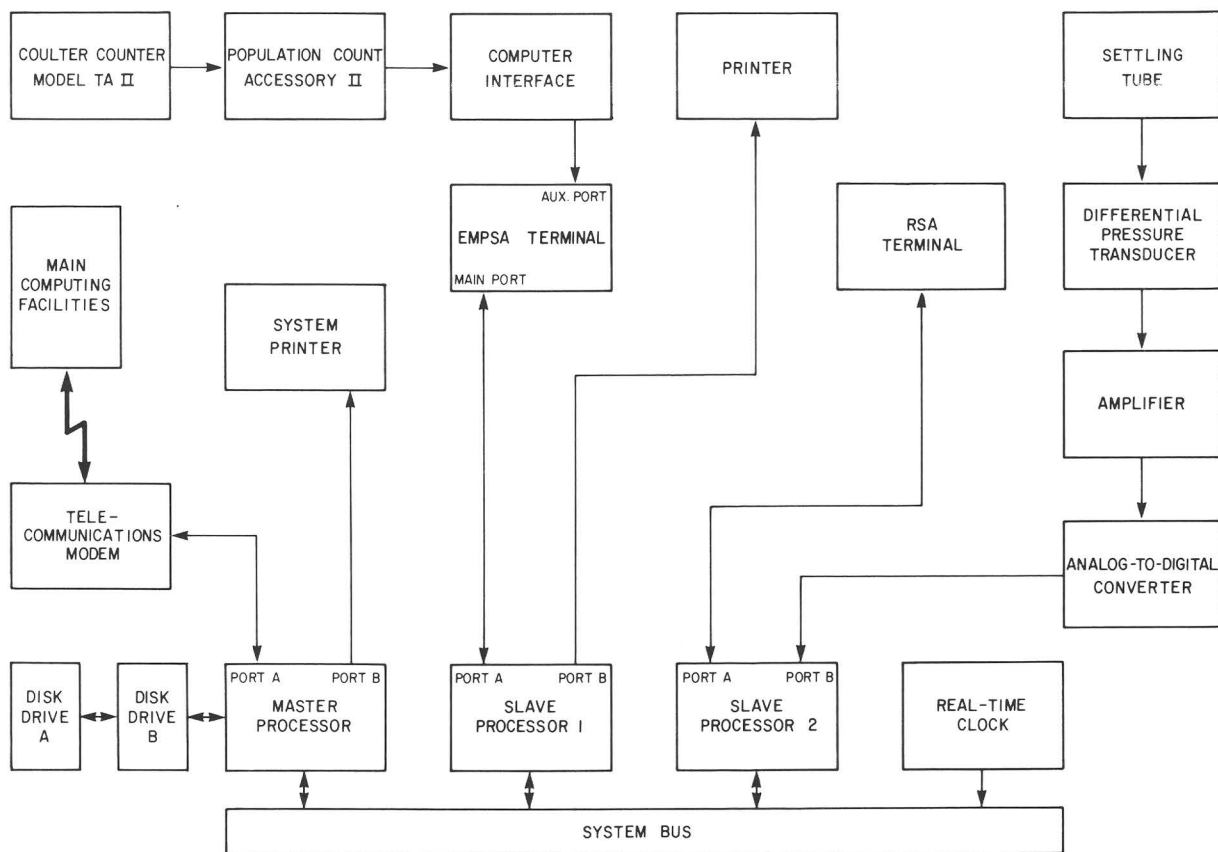 COULTER COUNTER
MODEL TA II
POPULATION COUNT
ACCESSORY II
COMPUTER
INTERFACE
PRINTER
SETTLING
TUBE
AUX. PORT
EMPSA TERMINAL
MAIN PORT
RSA
TERMINAL
DIFFERENTIAL
PRESSURE
TRANSDUCER
MAIN
COMPUTING
FACILITIES
SYSTEM
PRINTER
AMPLIFIER
TELE-
COMMUNICATIONS
MODEM
ANALOG-TO-DIGITAL
CONVERTER
DISK
DRIVE
A
DISK
DRIVE
B
PORT A PORT B
MASTER
PROCESSOR
PORT A PORT B
SLAVE
PROCESSOR 1
PORT A PORT B
SLAVE
PROCESSOR 2
REAL-TIME
CLOCK
SYSTEM BUS